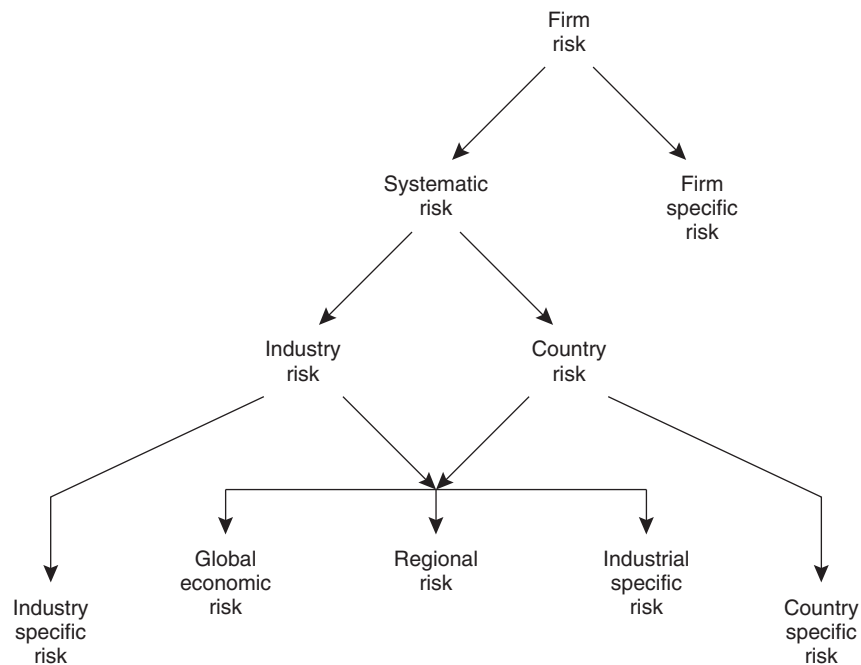 Firm
risk
Systematic
risk
Firm
specific
risk
Industry
risk
Country
risk
Global
economic
risk
Regional
risk
Industrial
specific
risk
Industry
specific
risk
Country
specific
risk